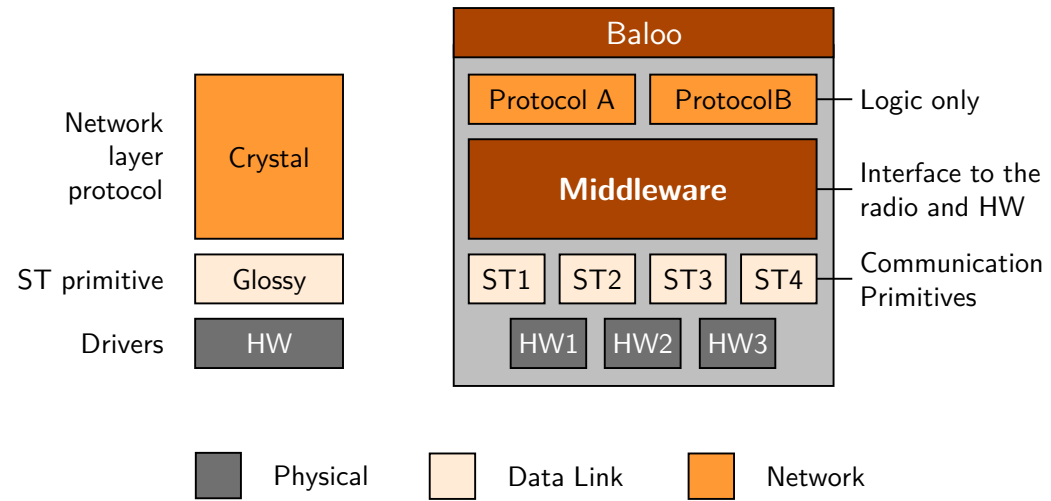 Baloo
Network
layer
protocol
Crystal
Protocol A
ProtocolB
Logic only
Middleware
Interface to the
radio and HW
ST primitive
Glossy
ST1
ST2
ST3
ST4
Communication
Primitives
Drivers
HW
HW1
HW2
HW3
Physical
Data Link
Network